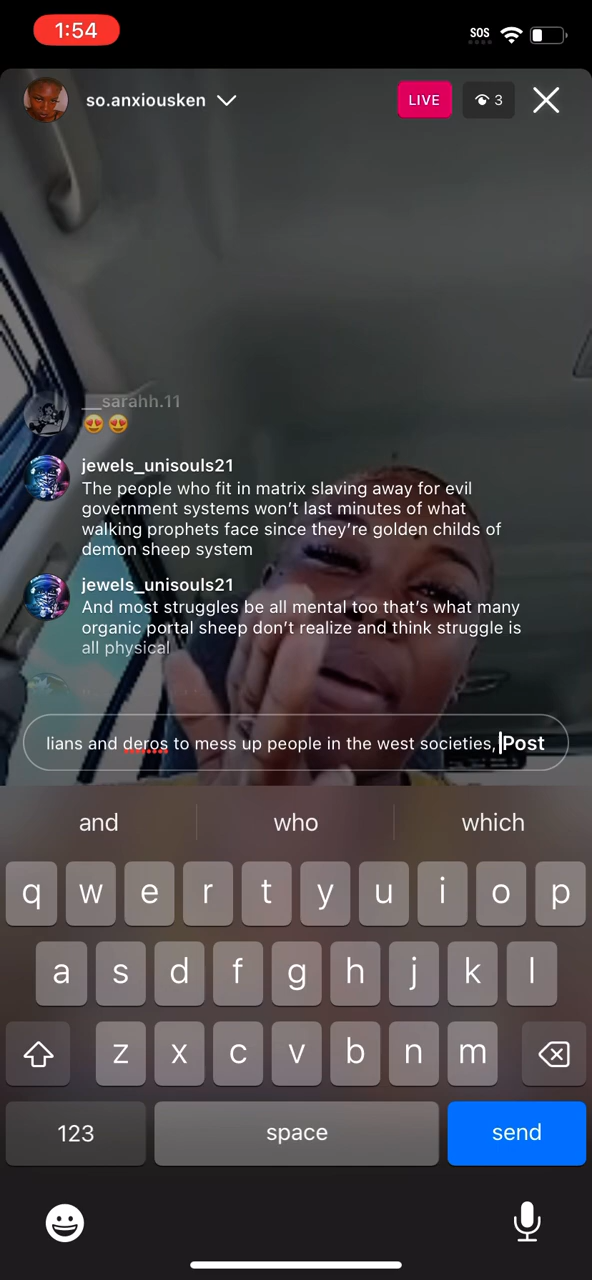 1:54
SOS
so.anxiousken
LIVE
3
__sarahh.11
😍 😍
jewels_unisouls21
The people who fit in matrix slaving away for evil
government systems won't last minutes of what
walking prophets face since they're golden childs of
demon sheep system
jewels_unisouls21
And most struggles be all mental too that's what many
organic portal sheep don't realize and think struggle is
all physical
lians and deros to mess up people in the west societies, Post
and who which
q w e r t y u i o p
a s d f g h j k l
z x c v b n m
123 space send